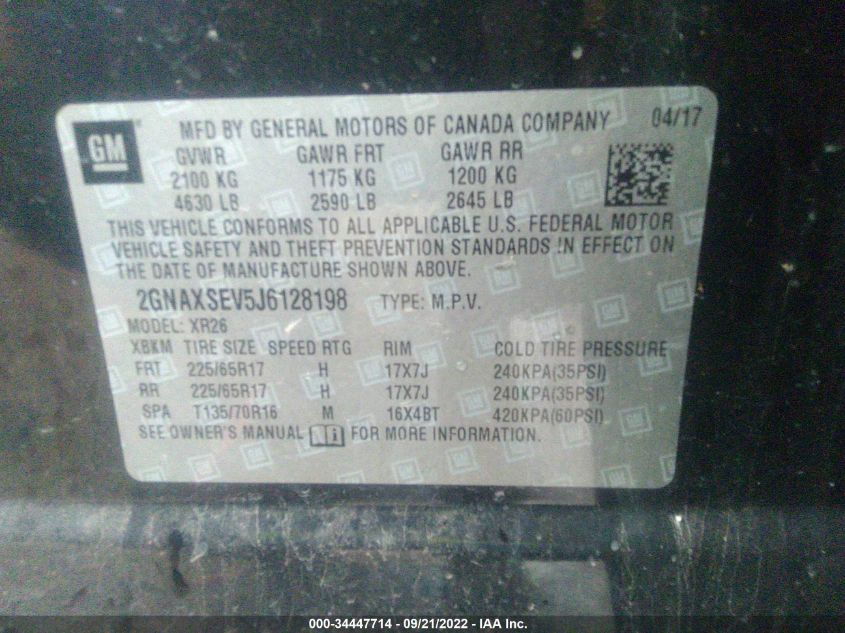 GM MFD BY GENERAL MOTORS OF CANADA COMPANY 04/17
GVWR GAWR FRT GAWR RR
2100 KG 1175 KG 1200 KG
4630 LB 2590 LB 2645 LB
THIS VEHICLE CONFORMS TO ALL APPLICABLE U.S. FEDERAL MOTOR
VEHICLE SAFETY AND THEFT PREVENTION STANDARDS IN EFFECT ON
THE DATE OF MANUFACTURE SHOWN ABOVE.
2GNAXSEV5J6128198 TYPE: M.P.V.
MODEL: XR26
XBKM TIRE SIZE SPEED RTG RIM COLD TIRE PRESSURE
FRT 225/65R17 H 17X7J 240KPA(35PSI)
RR 225/65R17 H 17X7J 240KPA(35PSI)
SPA T135/70R16 M 16X4BT 420KPA(60PSI)
SEE OWNER'S MANUAL FOR MORE INFORMATION.
000-34447714 - 09/21/2022 - IAA Inc.